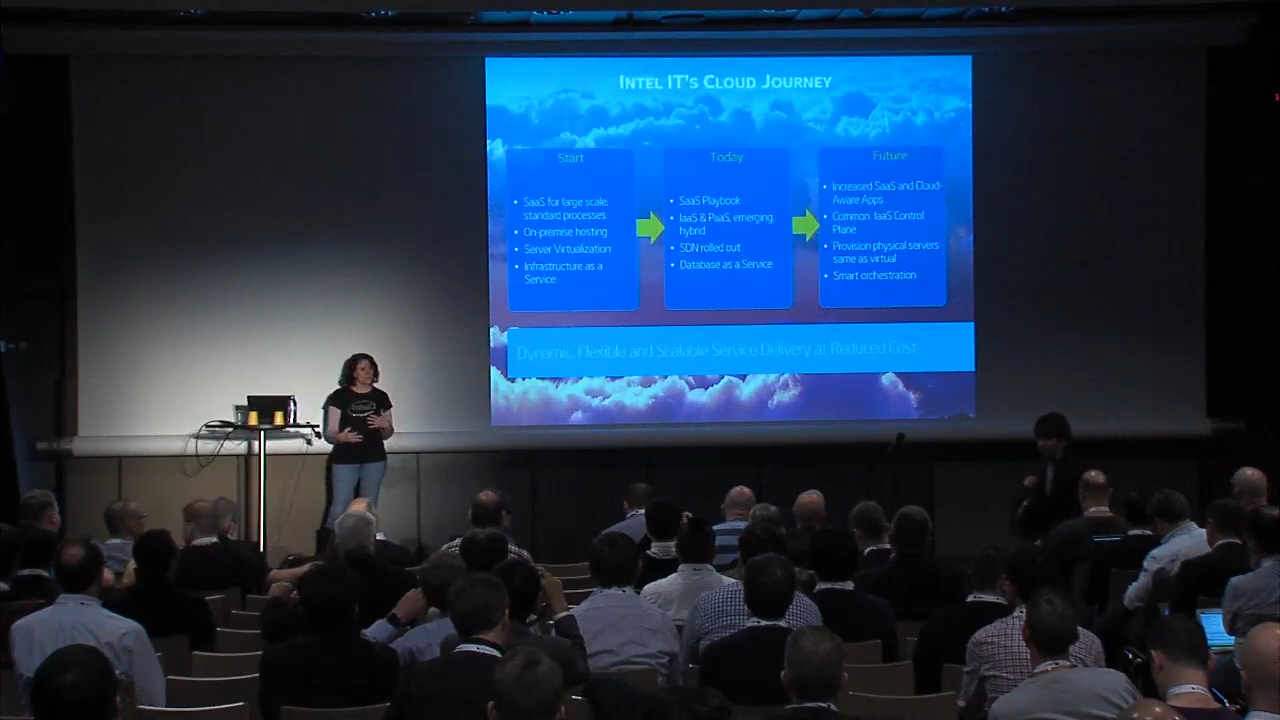 INTEL IT'S CLOUD JOURNEY
Start
• SaaS for large scale,
standard processes
• On-premise hosting
• Server Virtualization
• Infrastructure as a
Service
Today
• SaaS Playbook
• IaaS & PaaS, emerging
hybrid
• SDN rolled out
• Database as a Service
Future
• Increased SaaS and Cloud-
Aware Apps
• Common IaaS Control
Plane
• Provision physical servers
same as virtual
• Smart orchestration
Dynamic, Flexible and Scalable Service Delivery at Reduced Cost